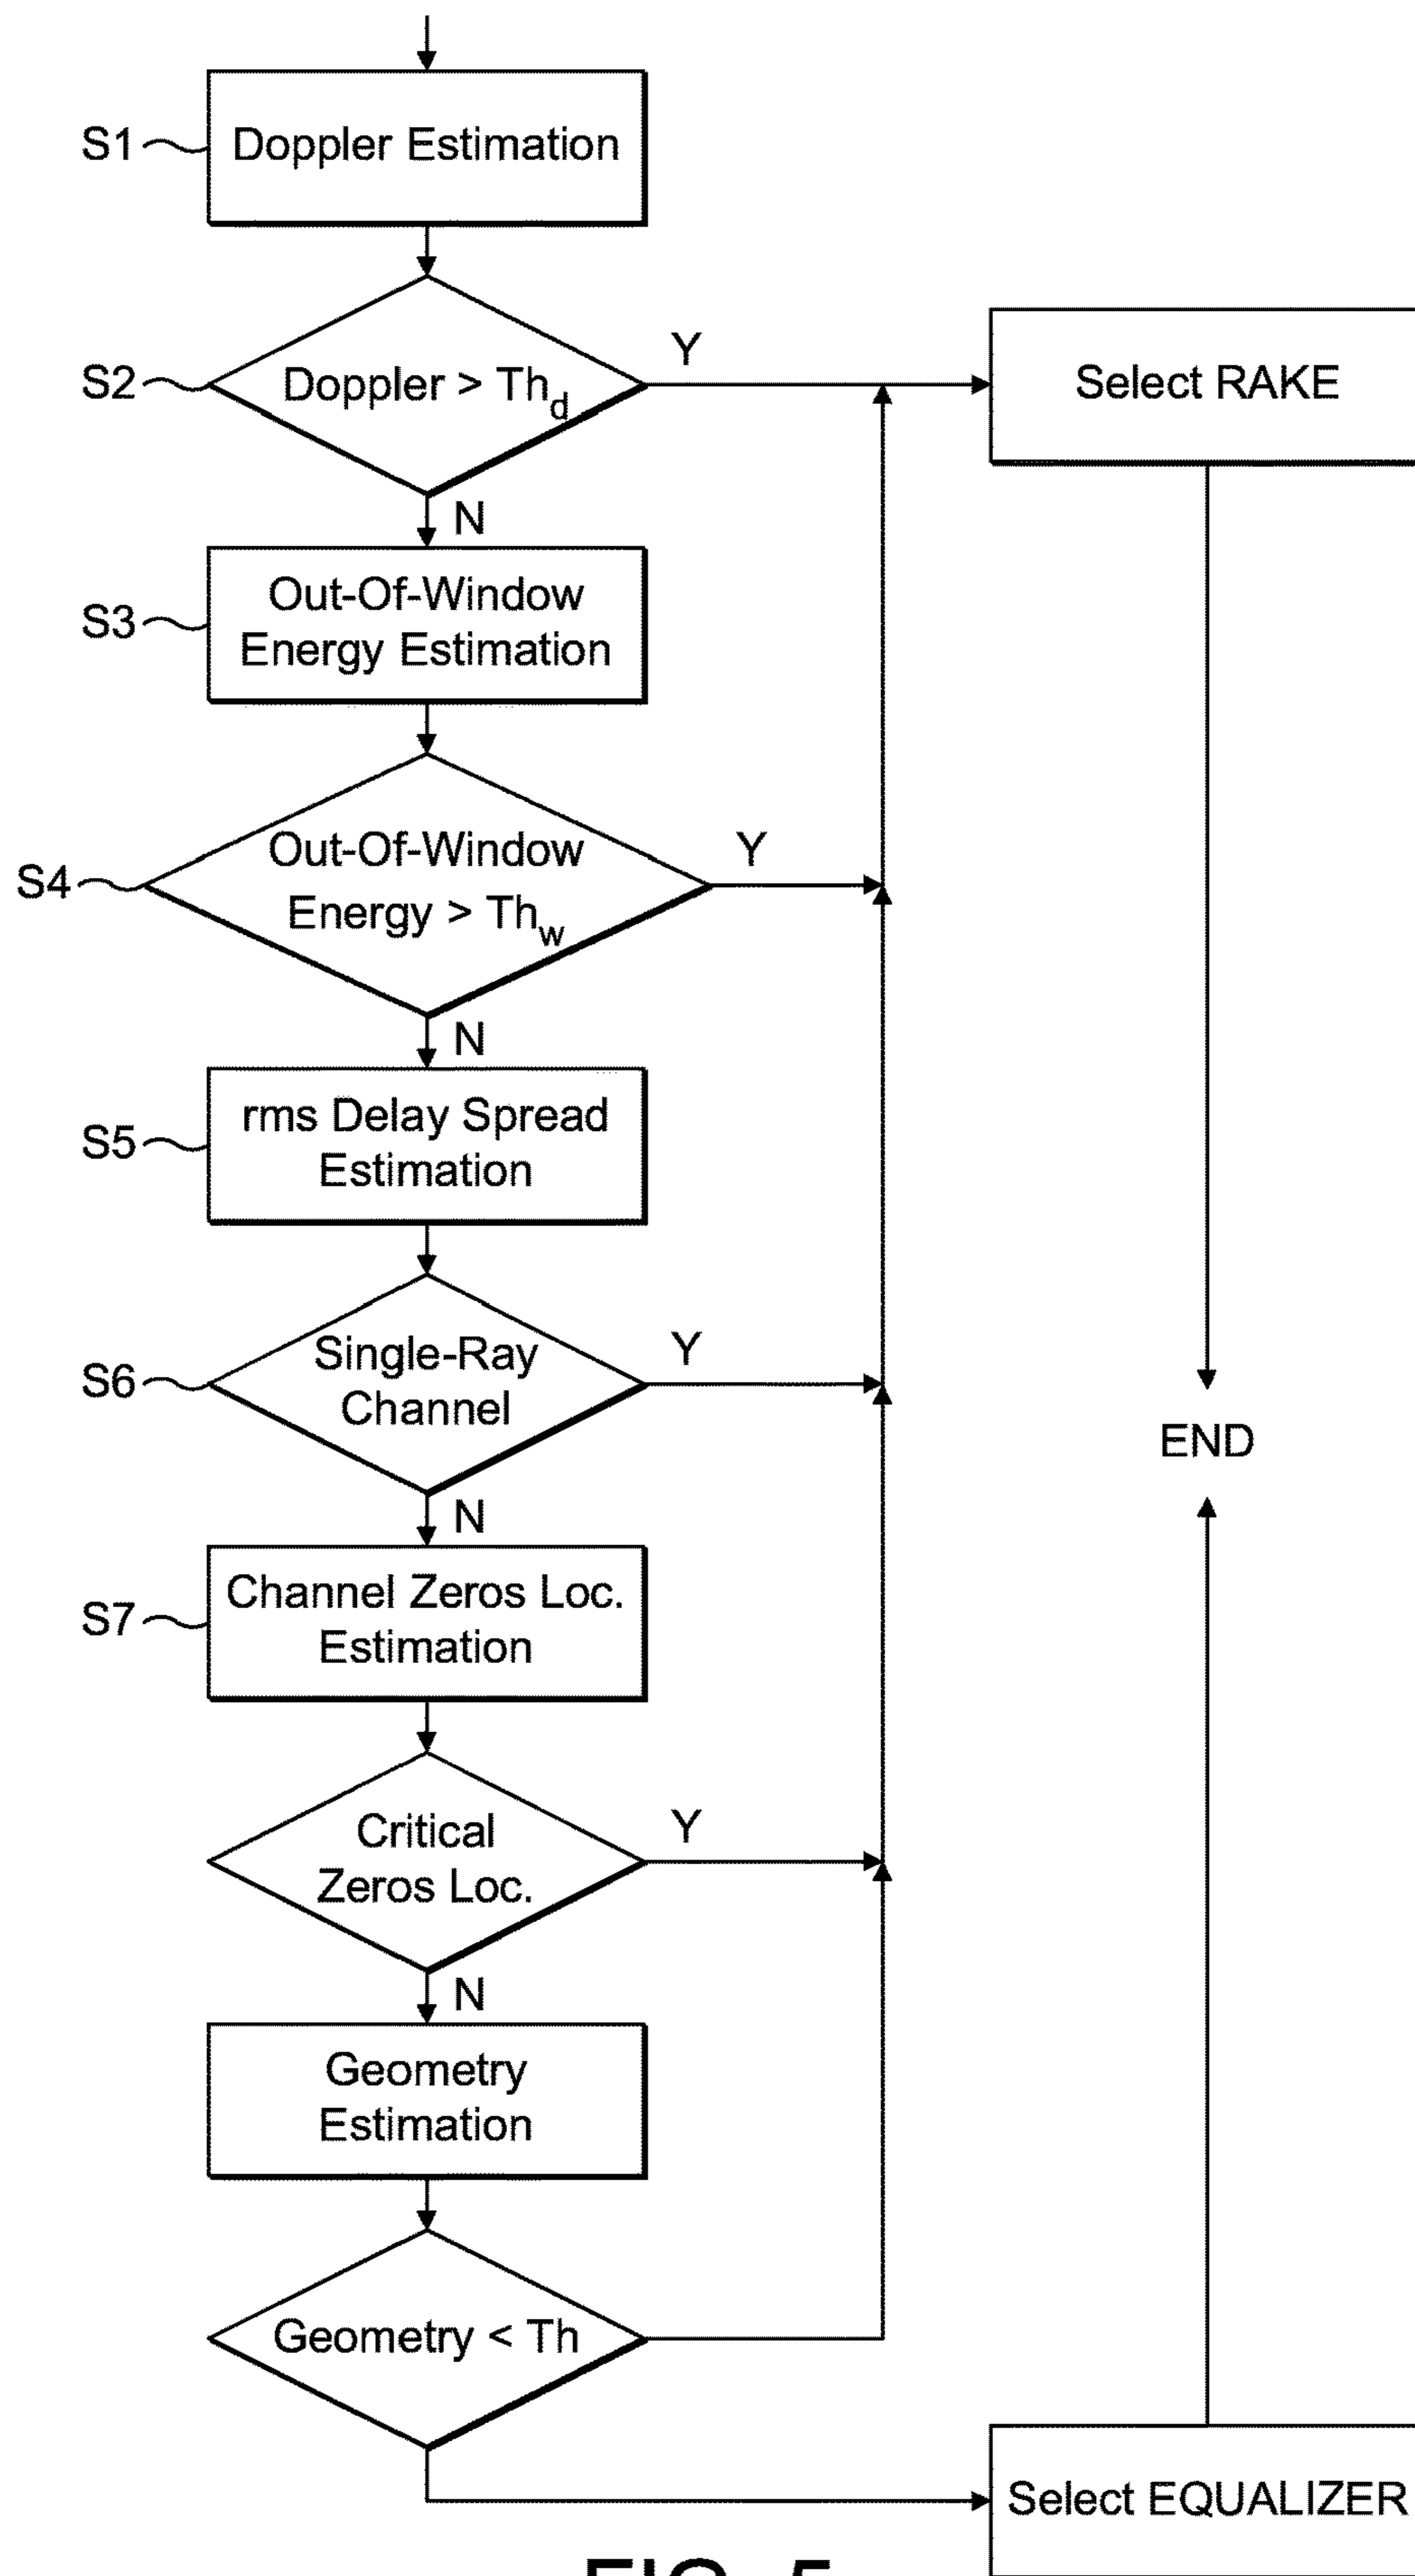 S1
Doppler Estimation
S2
Doppler > Thd
Y
Select RAKE
N
S3
Out-Of-Window
Energy Estimation
S4
Out-Of-Window
Energy > Thw
Y
N
S5
rms Delay Spread
Estimation
S6
Single-Ray
Channel
Y
END
N
S7
Channel Zeros Loc.
Estimation
Critical
Zeros Loc.
Y
N
Geometry
Estimation
Geometry < Th
Select EQUALIZER
FIG. 5